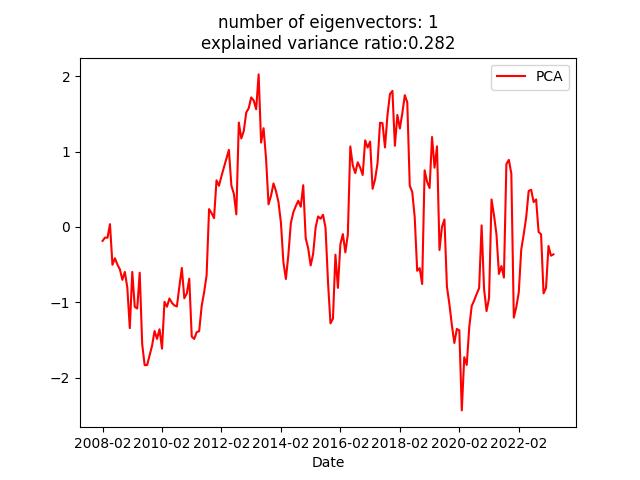 number of eigenvectors: 1
explained variance ratio:0.282
PCA
2
1
0
−1
−2
2008-02 2010-02 2012-02 2014-02 2016-02 2018-02 2020-02 2022-02
Date